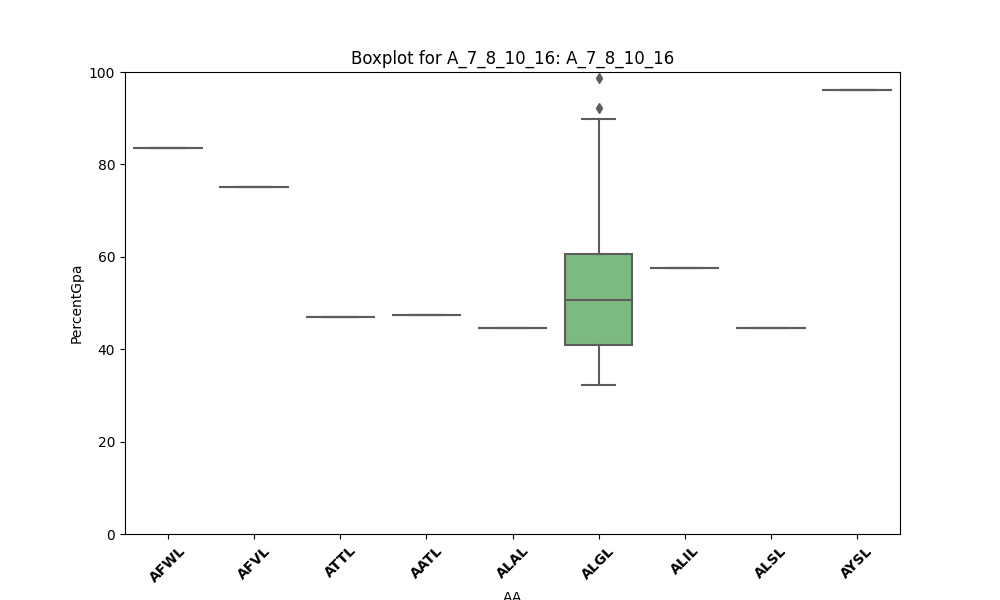 Boxplot for A_7_8_10_16: A_7_8_10_16
100
80
60
40
20
0
PercentGpa
AFWL AFVL ATTL AATL ALAL ALGL ALIL ALSL AYSL
AA